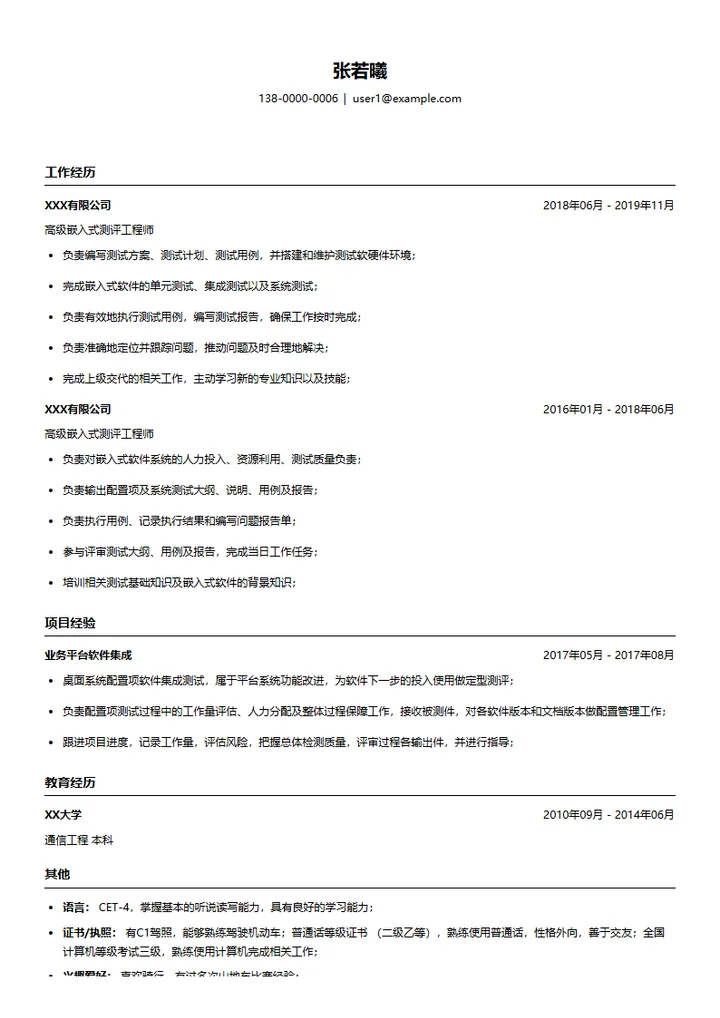 张若曦
138-0000-0006 | user1@example.com
工作经历
XXX有限公司 2018年06月 - 2019年11月
高级嵌入式测评工程师
• 负责编写测试方案、测试计划、测试用例，并搭建和维护测试软硬件环境；
• 完成嵌入式软件的单元测试、集成测试以及系统测试；
• 负责有效地执行测试用例，编写测试报告，确保工作按时完成；
• 负责准确地定位并跟踪问题，推动问题及时合理地解决；
• 完成上级交代的相关工作，主动学习新的专业知识以及技能；
XXX有限公司 2016年01月 - 2018年06月
高级嵌入式测评工程师
• 负责对嵌入式软件系统的人力投入、资源利用、测试质量负责；
• 负责输出配置项及系统测试大纲、说明、用例及报告；
• 负责执行用例、记录执行结果和编写问题报告单；
• 参与评审测试大纲、用例及报告，完成当日工作任务；
• 培训相关测试基础知识及嵌入式软件的背景知识；
项目经验
业务平台软件集成 2017年05月 - 2017年08月
• 桌面系统配置项软件集成测试，属于平台系统功能改进，为软件下一步的投入使用做定型测评；
• 负责配置项测试过程中的工作量评估、人力分配及整体过程保障工作，接收被测件，对各软件版本和文档版本做配置管理工作；
• 跟进项目进度，记录工作量，评估风险，把握总体检测质量，评审过程各输出件，并进行指导；
教育经历
XX大学 2010年09月 - 2014年06月
通信工程 本科
其他
• 语言： CET-4，掌握基本的听说读写能力，具有良好的学习能力；
• 证书/执照： 有C1驾照，能够熟练驾驶机动车；普通话等级证书 （二级乙等），熟练使用普通话，性格外向，善于交友；全国
计算机等级考试三级，熟练使用计算机完成相关工作；
• 兴趣爱好： 喜欢骑行，有过多次山地车比赛经验；